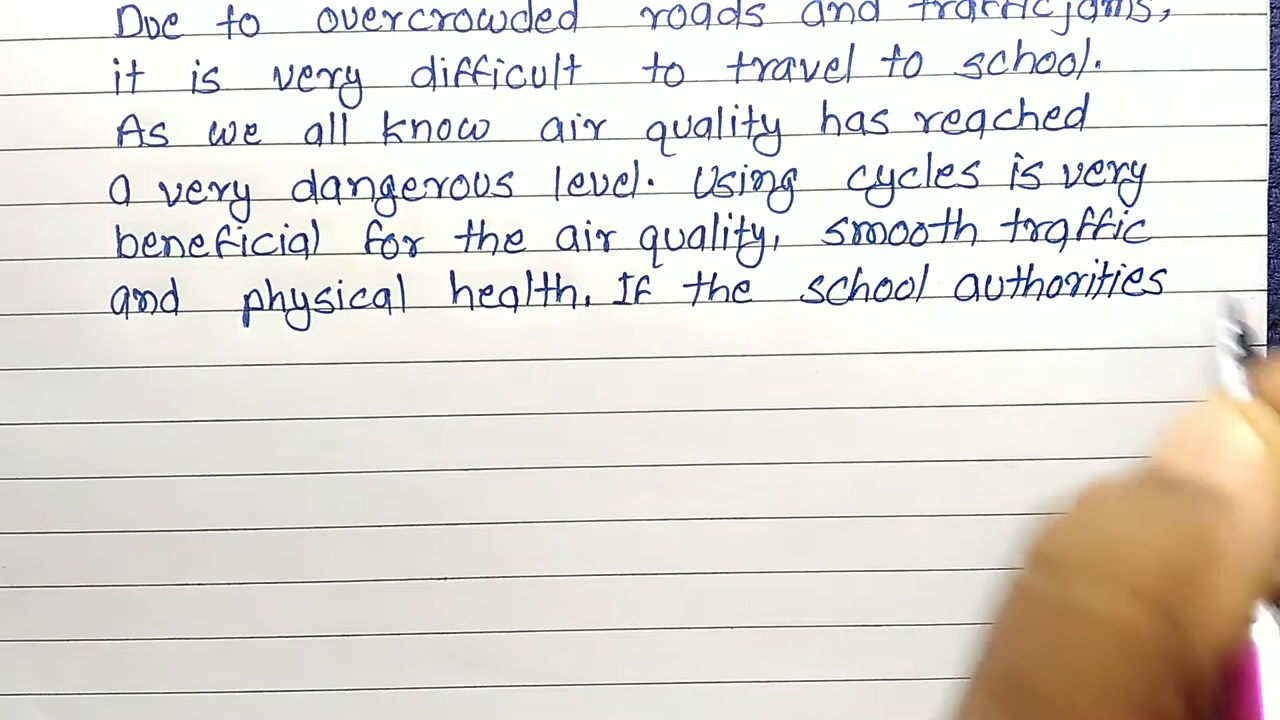 Due to overcrowded roads and traffic jams,
it is very difficult to travel to school.
As we all know air quality has reached
a very dangerous level. Using cycles is very
beneficial for the air quality, smooth traffic
and physical health. If the school authorities